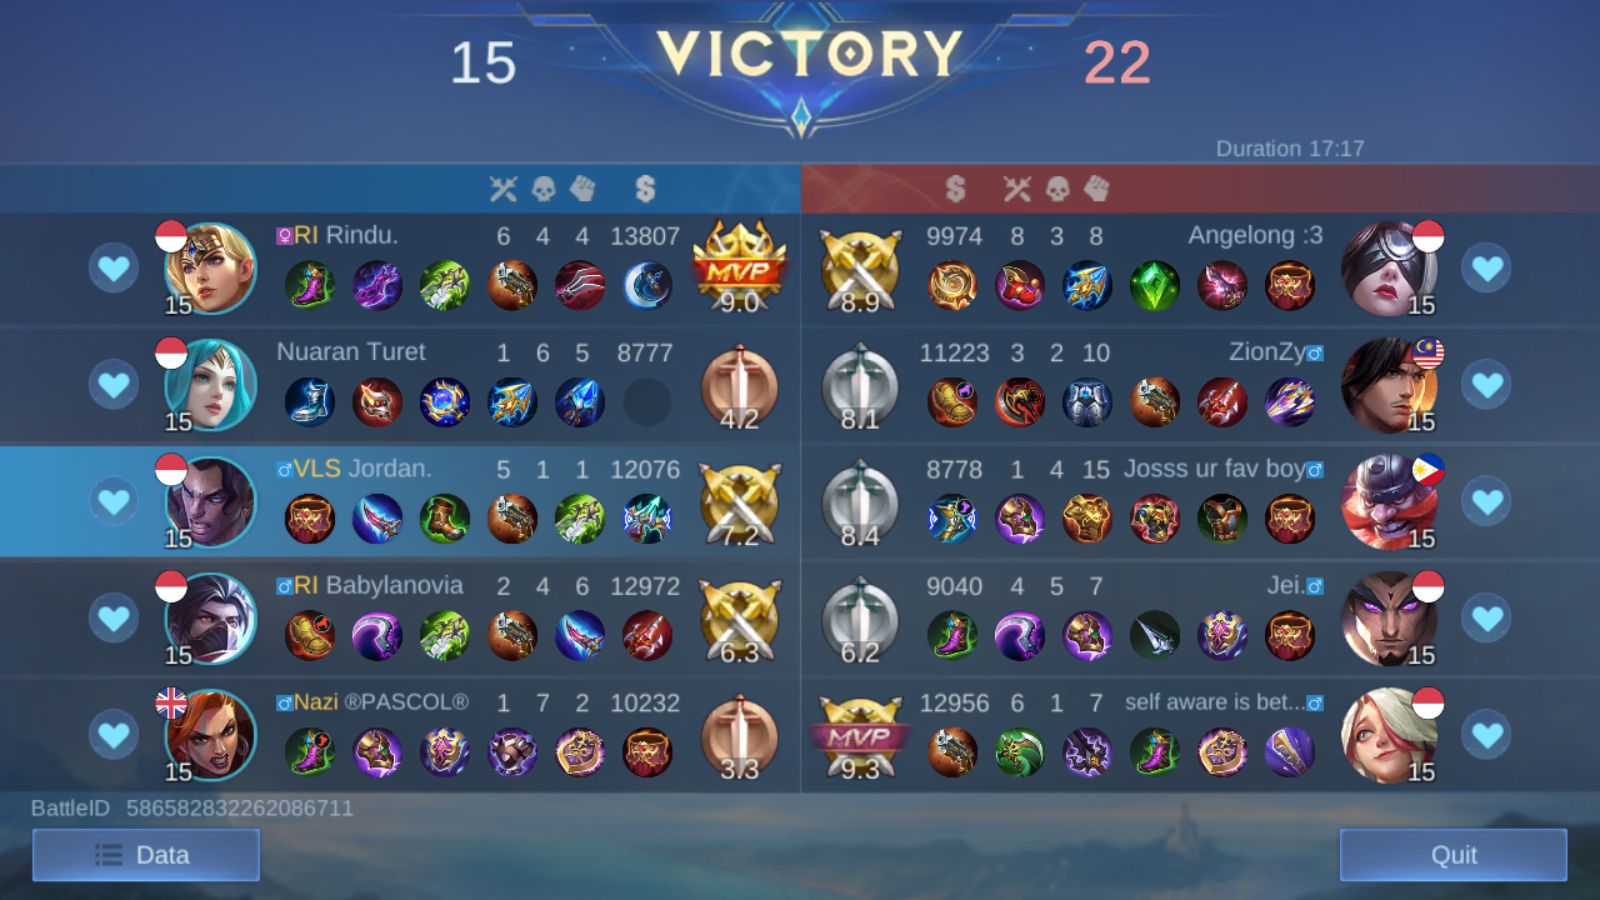 15 VICTORY 22
Duration 17:17
RI Rindu. 6 4 4 13807 MVP 9.0 8.9 9974 8 3 8 Angelong :3
15 15
Nuaran Turet 1 6 5 8777 4.2 8.1 11223 3 2 10 ZionZy
15 15
VLS Jordan. 5 1 1 12076 7.2 8.4 8778 1 4 15 Josss ur fav boy
15 15
RI Babylanovia 2 4 6 12972 6.3 6.2 9040 4 5 7 Jei.
15 15
Nazi ®PASCOL® 1 7 2 10232 3.3 MVP 9.3 12956 6 1 7 self aware is bet...
15 15
BattleID 586582832262086711
Data Quit